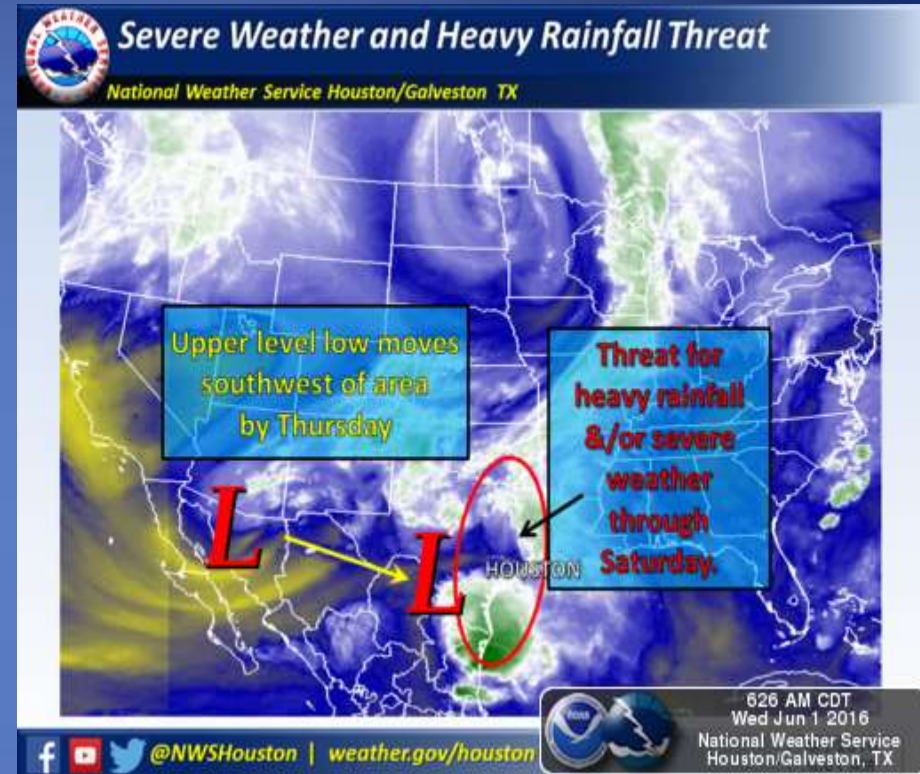 Severe Weather and Heavy Rainfall Threat
National Weather Service Houston/Galveston TX
Upper level low moves
southwest of area
by Thursday
Threat for
heavy rainfall
&/or severe
weather
through
Saturday.
L
L
HOUSTON
@NWSHouston | weather.gov/houston
626 AM CDT
Wed Jun 1 2016
National Weather Service
Houston/Galveston, TX